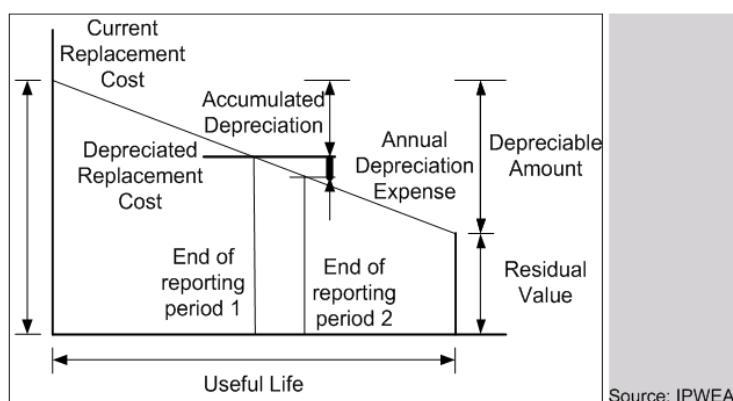 Current
Replacement
Cost
Accumulated
Depreciation
Annual
Depreciation
Expense
Depreciable
Amount
Depreciated
Replacement
Cost
End of
reporting
period 1
End of
reporting
period 2
Residual
Value
Useful Life
Source: IPWEA